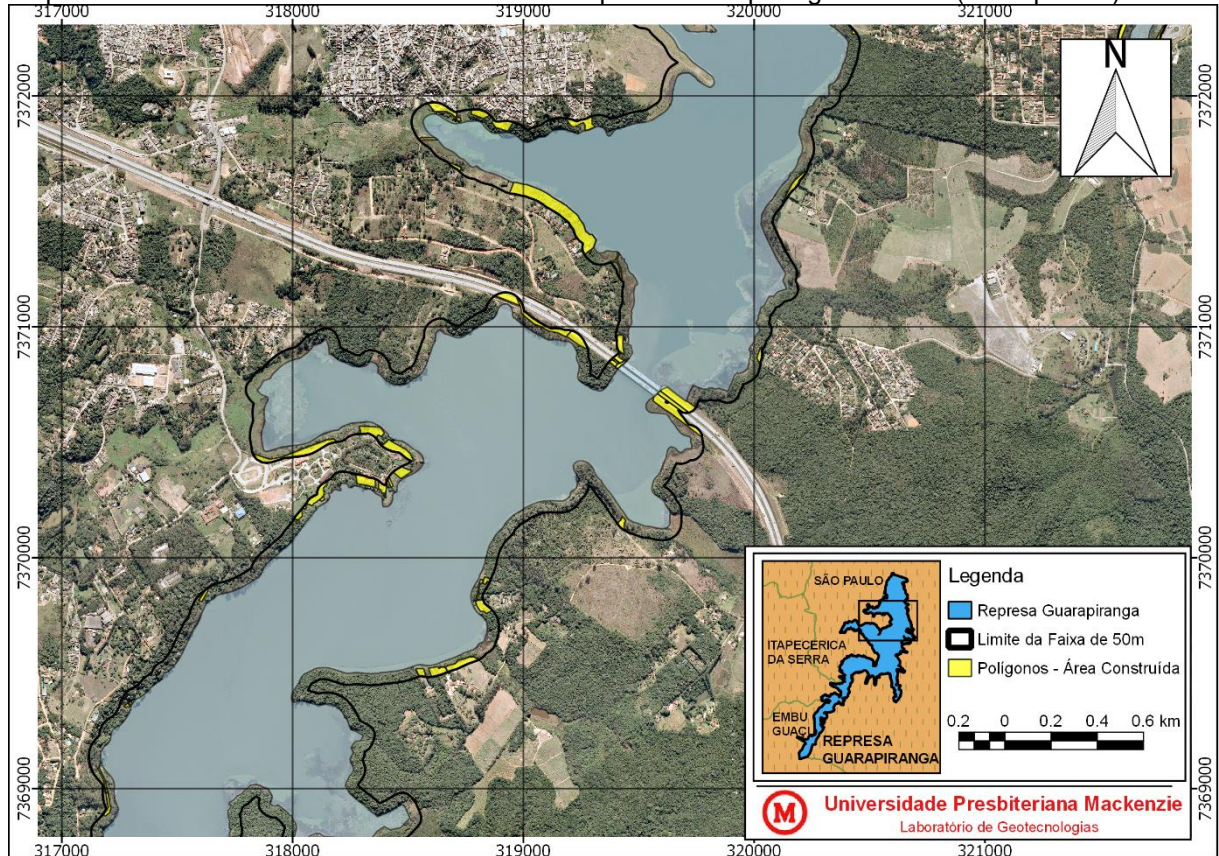 317000 318000 319000 320000 321000
7372000
7371000
7370000
7369000
N
7372000
7371000
7370000
7369000
SÃO PAULO
ITAPECERICA
DA SERRA
EMBU
GUAÇU
REPRESA
GUARAPIRANGA
Legenda
Represa Guarapiranga
Limite da Faixa de 50m
Polígonos - Área Construída
0.2 0 0.2 0.4 0.6 km
M
Universidade Presbiteriana Mackenzie
Laboratório de Geotecnologias
317000 318000 319000 320000 321000